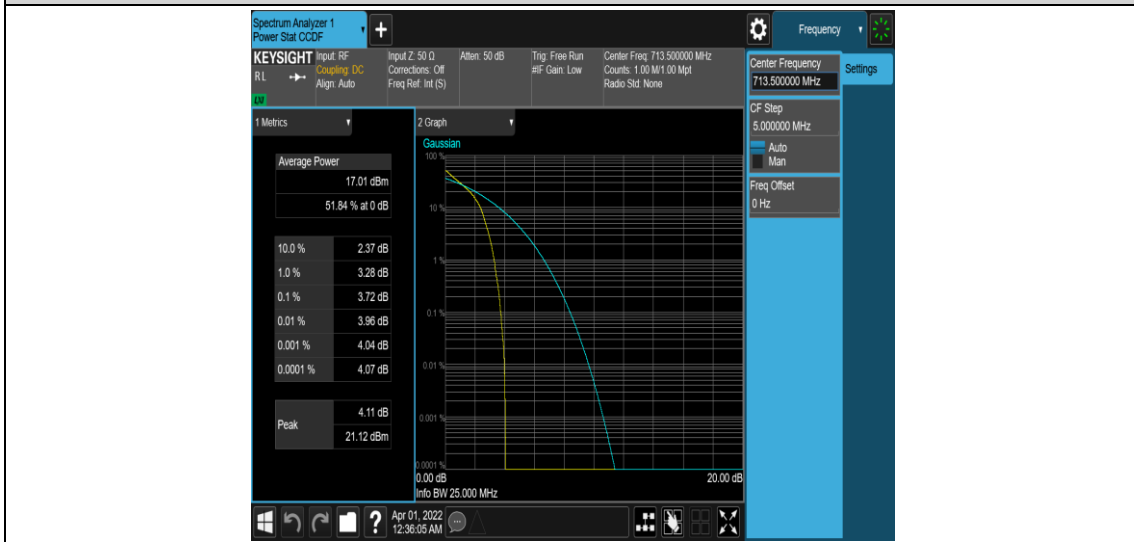 Spectrum Analyzer 1
Power Stat CCDF
+
Frequency
KEYSIGHT
Input: RF
Coupling: DC
Align: Auto
RL
LXI
Input Z: 50 Ω
Corrections: Off
Freq Ref: Int (S)
Atten: 50 dB
Trig: Free Run
#IF Gain: Low
Center Freq: 713.500000 MHz
Counts: 1.00 M/1.00 Mpt
Radio Std: None
Center Frequency
713.500000 MHz
Settings
CF Step
5.000000 MHz
Auto
Man
Freq Offset
0 Hz
1 Metrics
Average Power
17.01 dBm
51.84 % at 0 dB
10.0 % 2.37 dB
1.0 % 3.28 dB
0.1 % 3.72 dB
0.01 % 3.96 dB
0.001 % 4.04 dB
0.0001 % 4.07 dB
Peak
4.11 dB
21.12 dBm
2 Graph
Gaussian
100 %
10 %
1 %
0.1 %
0.01 %
0.001 %
0.0001 %
0.00 dB
20.00 dB
Info BW 25.000 MHz
?
Apr 01, 2022
12:36:05 AM